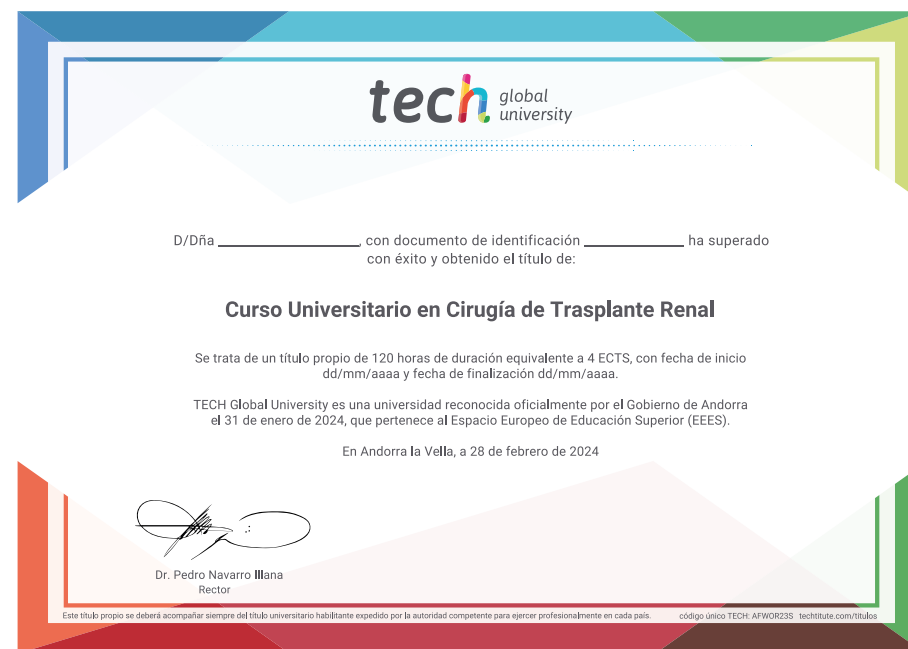 tech global university
D/Dña ____________________, con documento de identificación ______________ ha superado
con éxito y obtenido el título de:
Curso Universitario en Cirugía de Trasplante Renal
Se trata de un título propio de 120 horas de duración equivalente a 4 ECTS, con fecha de inicio
dd/mm/aaaa y fecha de finalización dd/mm/aaaa.
TECH Global University es una universidad reconocida oficialmente por el Gobierno de Andorra
el 31 de enero de 2024, que pertenece al Espacio Europeo de Educación Superior (EEES).
En Andorra la Vella, a 28 de febrero de 2024
Dr. Pedro Navarro Illana
Rector
Este título propio se deberá acompañar siempre del título universitario habilitante expedido por la autoridad competente para ejercer profesionalmente en cada país. código único TECH: AFWOR23S techtitute.com/titulos